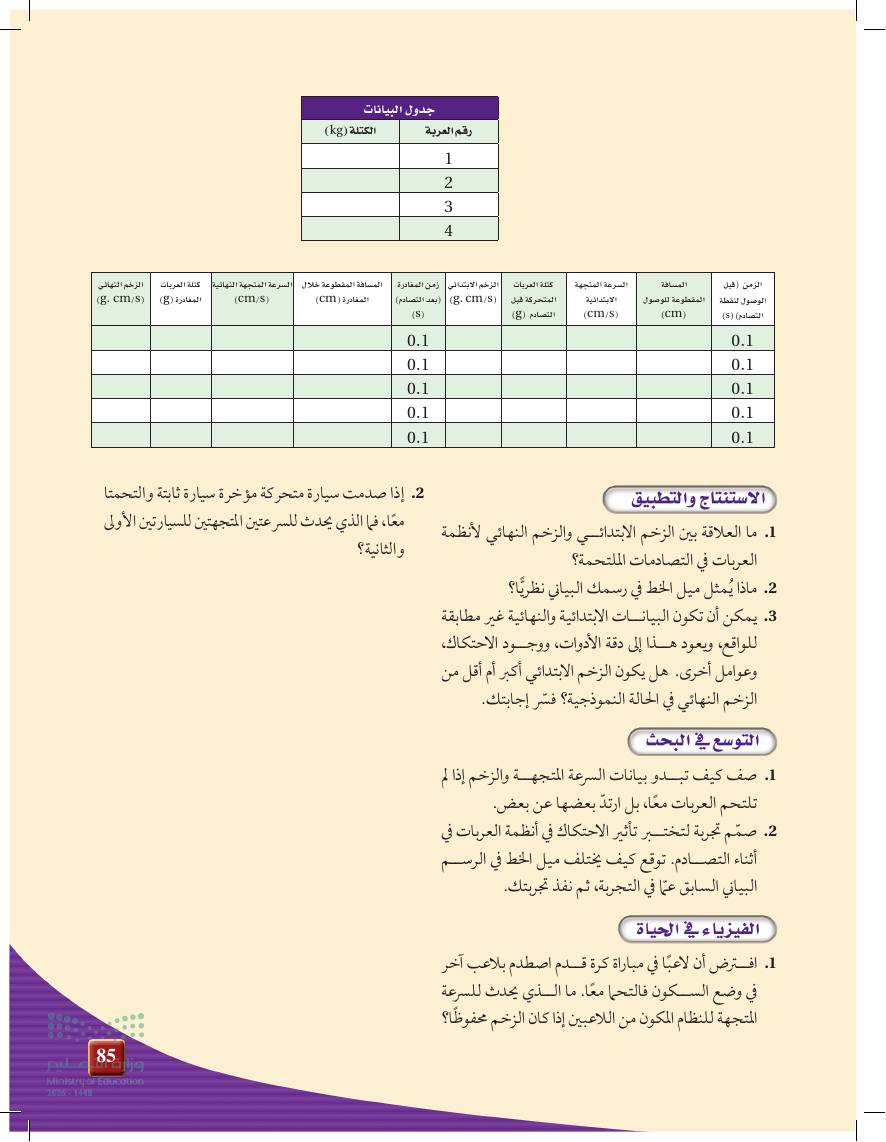 جدول البيانات
رقم العربة الكتلة (kg)
1
2
3
4
الزمن (قبل الوصول لنقطة التصادم) (s) المسافة المقطوعة للوصول (cm) السرعة المتجهة الابتدائية (cm/s) كتلة العربات المتحركة قبل التصادم (g) الزخم الابتدائي (g. cm/s) زمن المغادرة (بعد التصادم) (s) المسافة المقطوعة خلال المغادرة (cm) السرعة المتجهة النهائية (cm/s) كتلة العربات المغادرة (g) الزخم النهائي (g. cm/s)
0.1 0.1
0.1 0.1
0.1 0.1
0.1 0.1
0.1 0.1
الاستنتاج والتطبيق
1. ما العلاقة بين الزخم الابتدائي والزخم النهائي لأنظمة
العربات في التصادمات الملتحمة؟
2. ماذا يُمثل ميل الخط في رسمك البياني نظريًّا؟
3. يمكن أن تكون البيانات الابتدائية والنهائية غير مطابقة
للواقع، ويعود هذا إلى دقة الأدوات، ووجود الاحتكاك،
وعوامل أخرى. هل يكون الزخم الابتدائي أكبر أم أقل من
الزخم النهائي في الحالة النموذجية؟ فسّر إجابتك.
التوسع في البحث
1. صف كيف تبدو بيانات السرعة المتجهة والزخم إذا لم
تلتحم العربات معًا، بل ارتدّ بعضها عن بعض.
2. صمّم تجربة لتختبر تأثير الاحتكاك في أنظمة العربات في
أثناء التصادم. توقع كيف يختلف ميل الخط في الرسم
البياني السابق عمّا في التجربة، ثم نفذ تجربتك.
الفيزياء في الحياة
1. افترض أن لاعبًا في مباراة كرة قدم اصطدم بلاعب آخر
في وضع السكون فالتحما معًا. ما الذي يحدث للسرعة
المتجهة للنظام المكون من اللاعبين إذا كان الزخم محفوظًا؟
2. إذا صدمت سيارة متحركة مؤخرة سيارة ثابتة والتحمتا
معًا، فما الذي يحدث للسرعتين المتجهتين للسيارتين الأولى
والثانية؟
وزارة التعليم
Ministry of Education
2026 - 1448
85